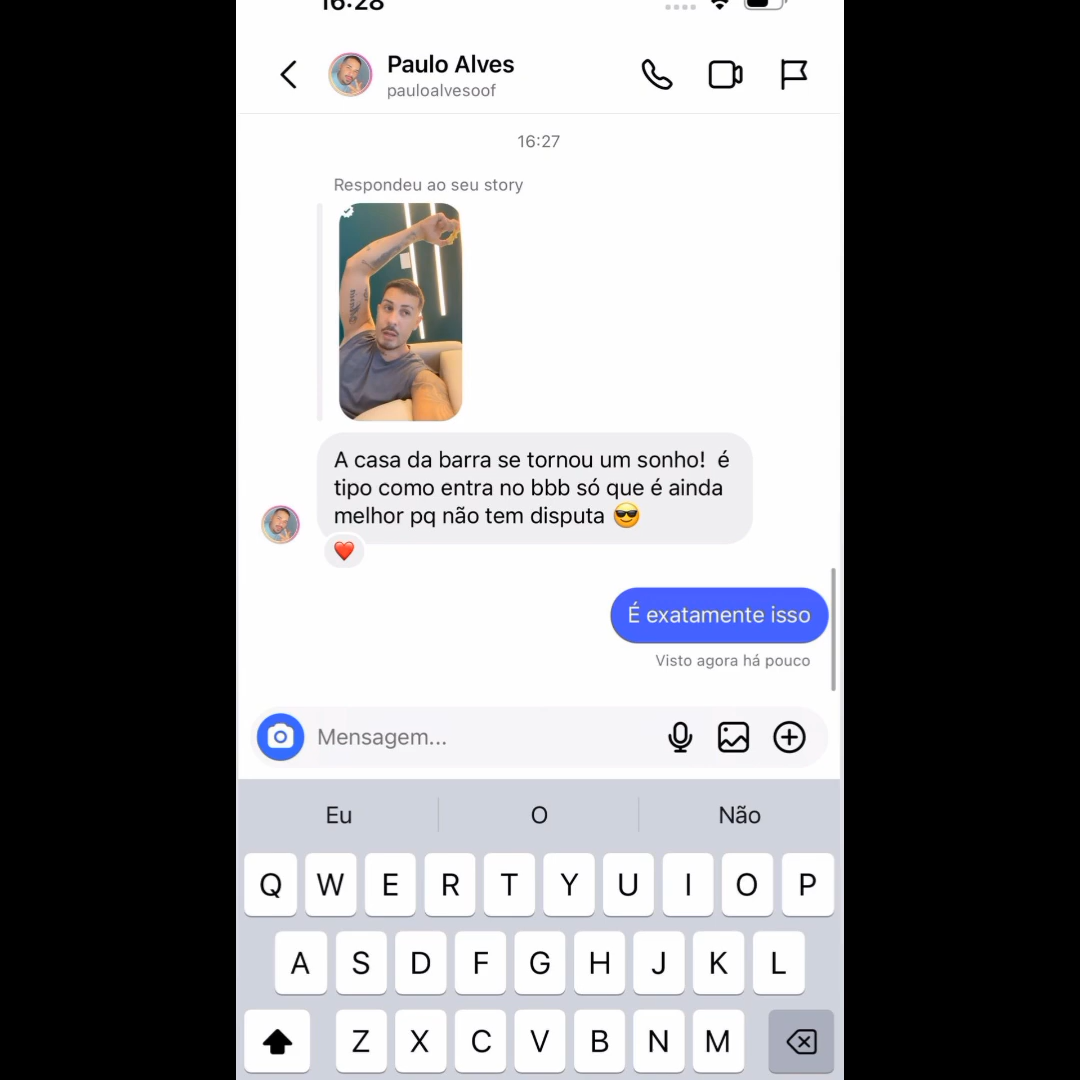 16:28
Paulo Alves
pauloalvesoof
16:27
Respondeu ao seu story
A casa da barra se tornou um sonho!  é
tipo como entra no bbb só que é ainda
melhor pq não tem disputa 😎
❤️
É exatamente isso
Visto agora há pouco
Mensagem...
Eu O Não
Q W E R T Y U I O P
A S D F G H J K L
Z X C V B N M